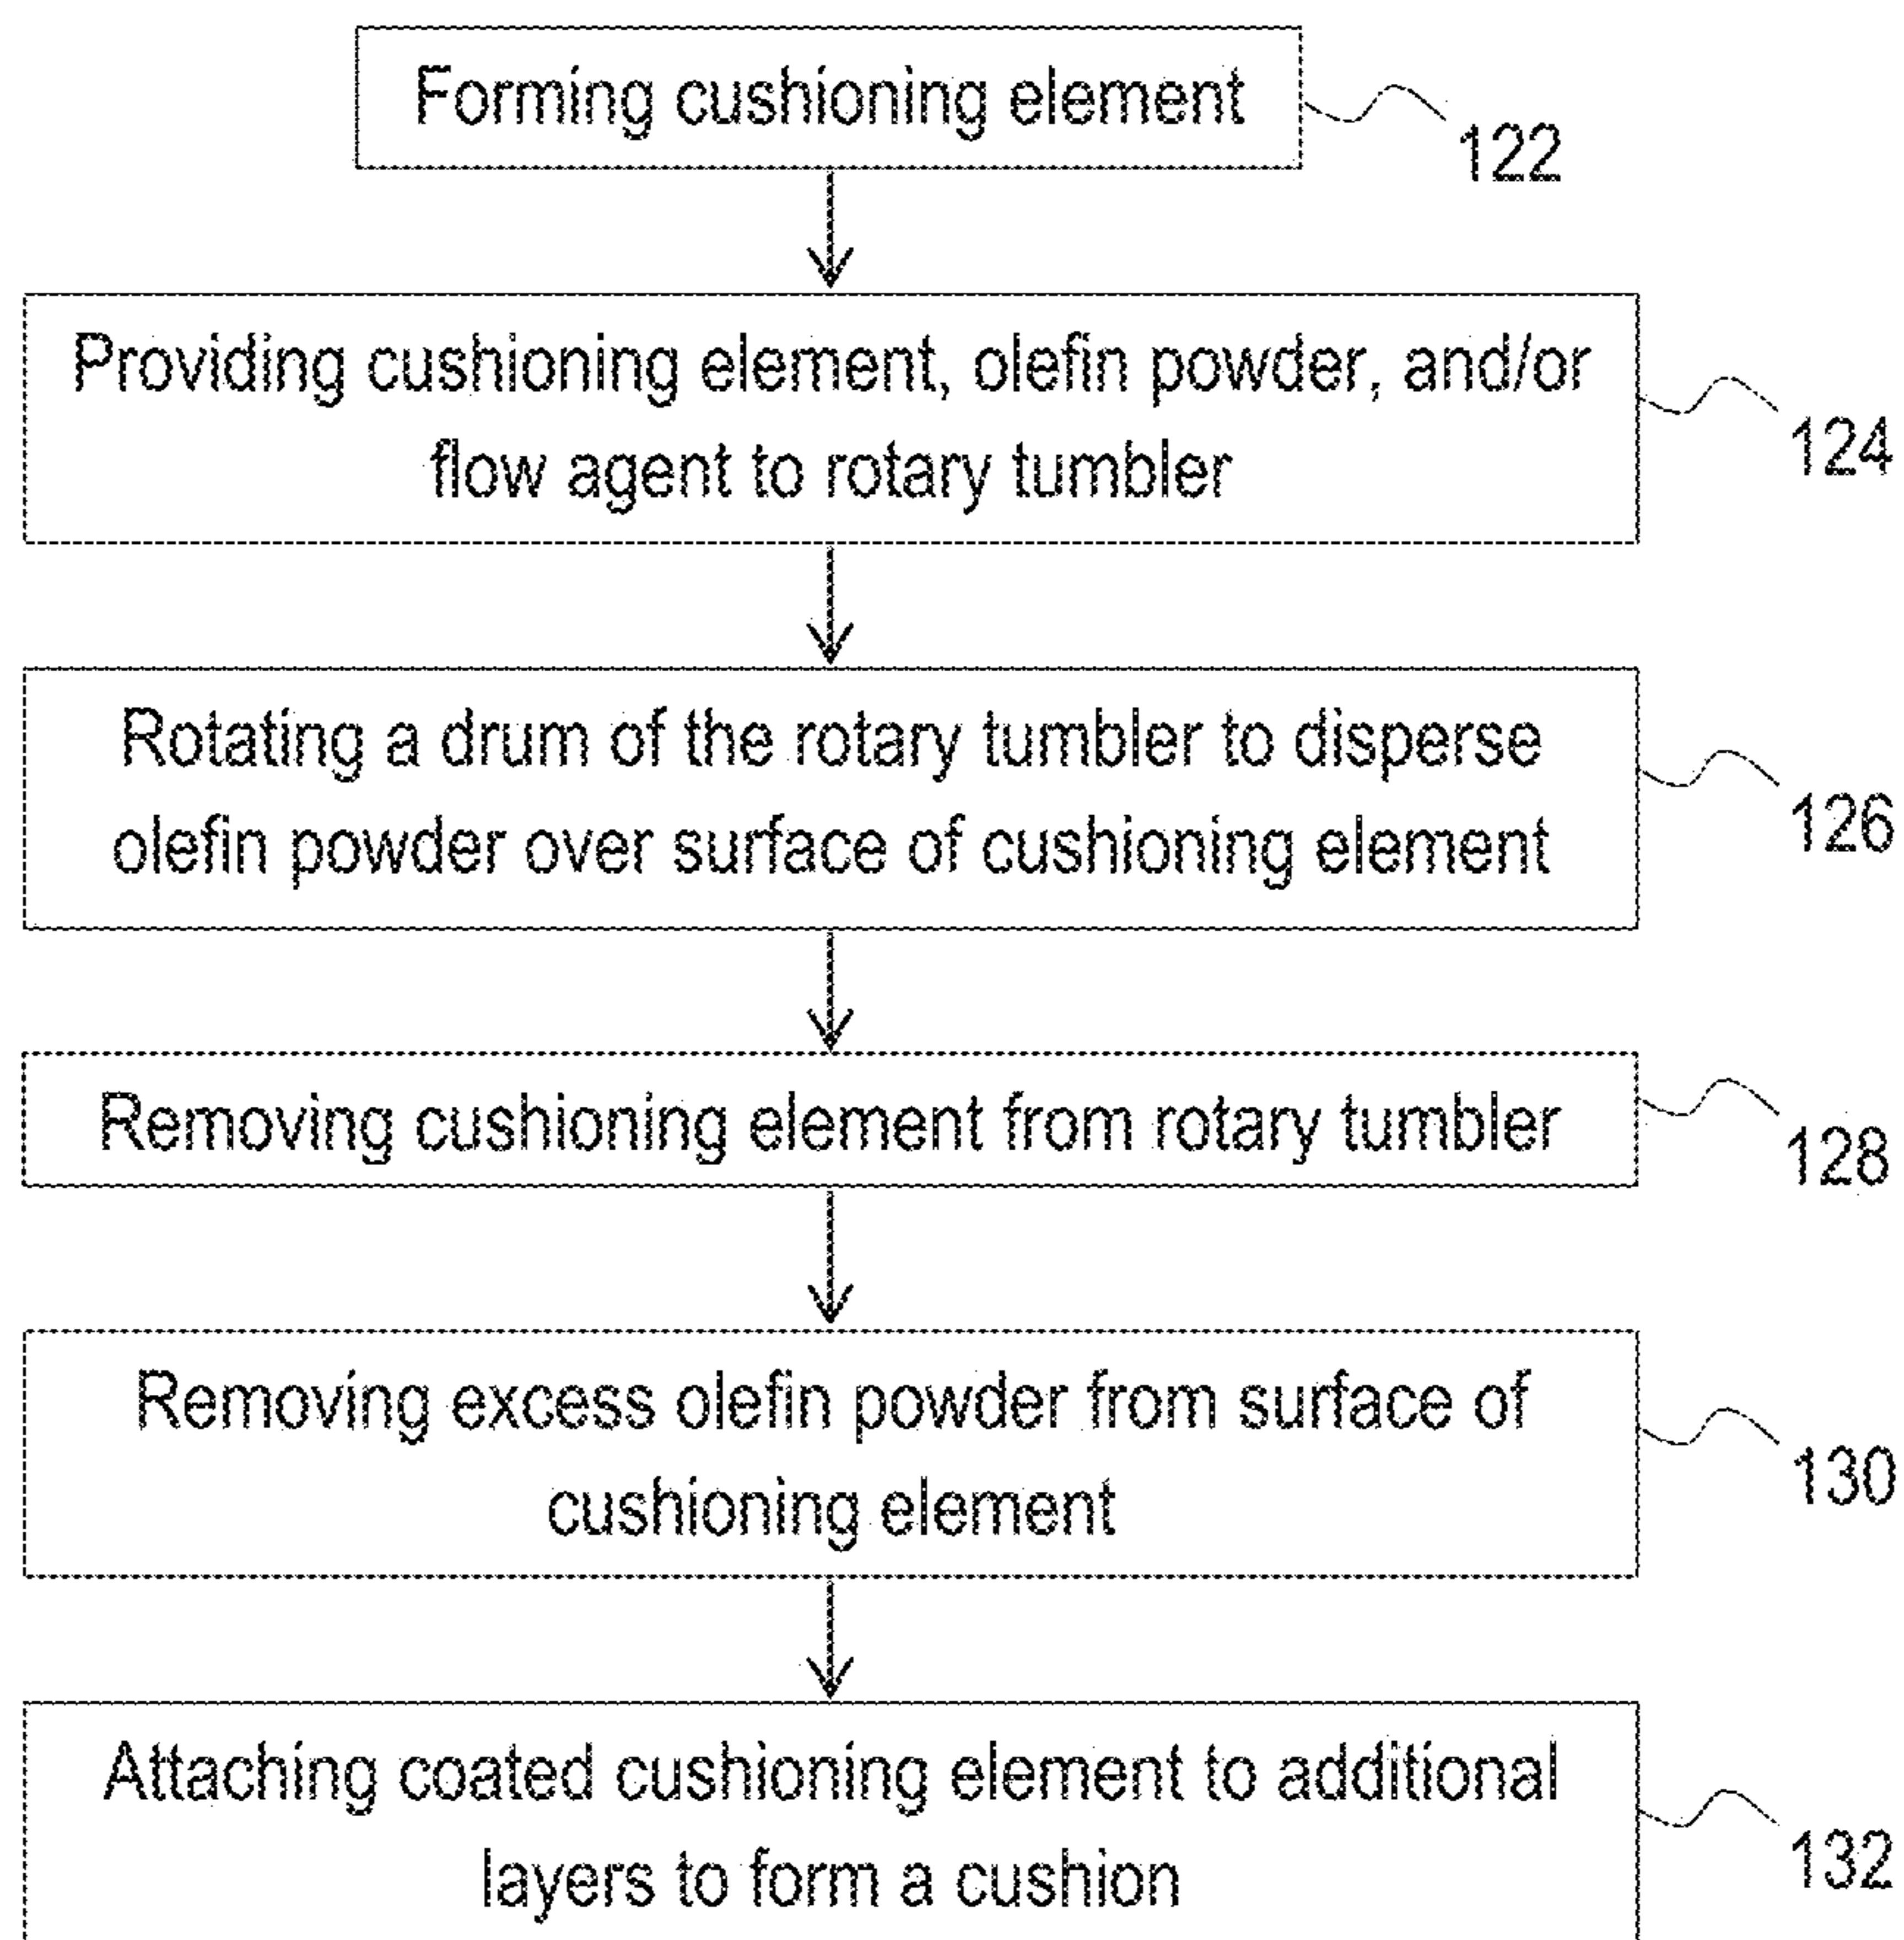 Forming cushioning element
122
Providing cushioning element, olefin powder, and/or
flow agent to rotary tumbler
124
Rotating a drum of the rotary tumbler to disperse
olefin powder over surface of cushioning element
126
Removing cushioning element from rotary tumbler
128
Removing excess olefin powder from surface of
cushioning element
130
Attaching coated cushioning element to additional
layers to form a cushion
132